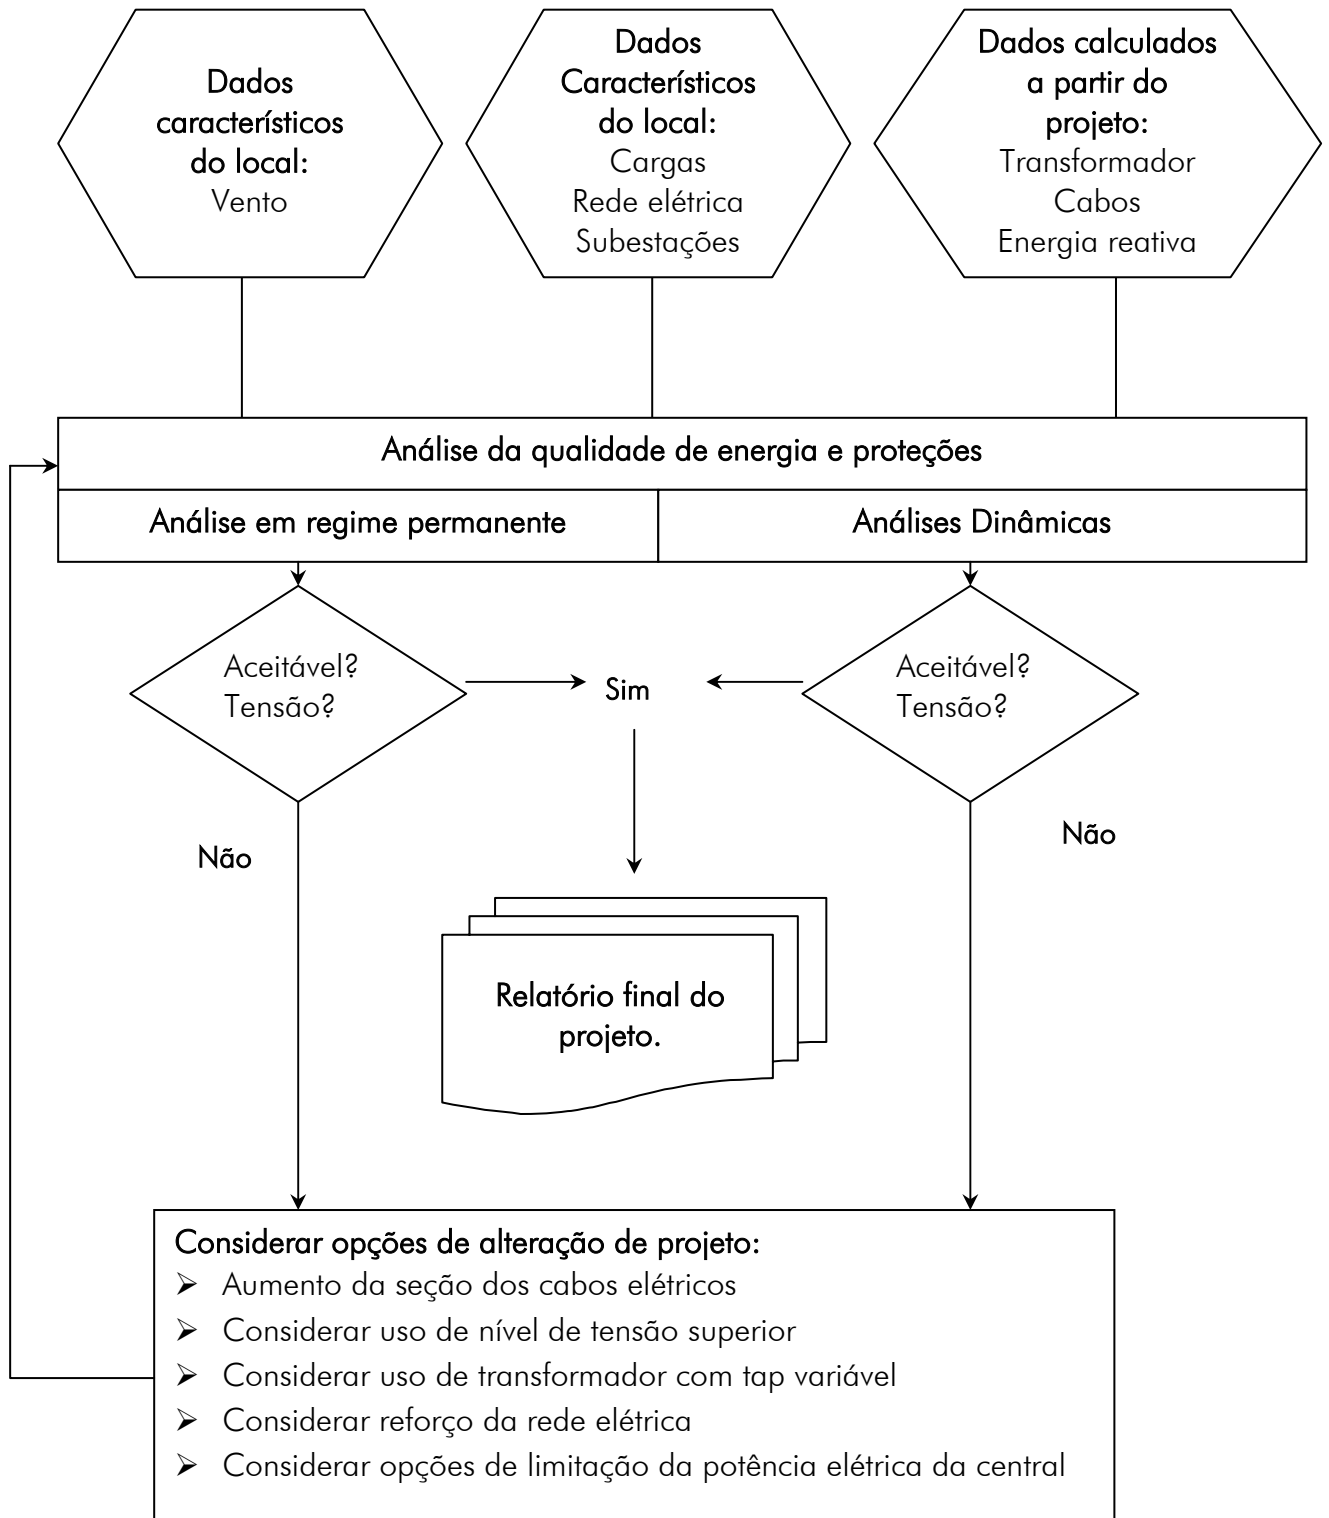 Dados
característicos
do local:
Vento
Dados
Característicos
do local:
Cargas
Rede elétrica
Subestações
Dados calculados
a partir do
projeto:
Transformador
Cabos
Energia reativa
Análise da qualidade de energia e proteções
Análise em regime permanente
Análises Dinâmicas
Aceitável?
Tensão?
Sim
Aceitável?
Tensão?
Não
Não
Relatório final do
projeto.
Considerar opções de alteração de projeto:
➢ Aumento da seção dos cabos elétricos
➢ Considerar uso de nível de tensão superior
➢ Considerar uso de transformador com tap variável
➢ Considerar reforço da rede elétrica
➢ Considerar opções de limitação da potência elétrica da central